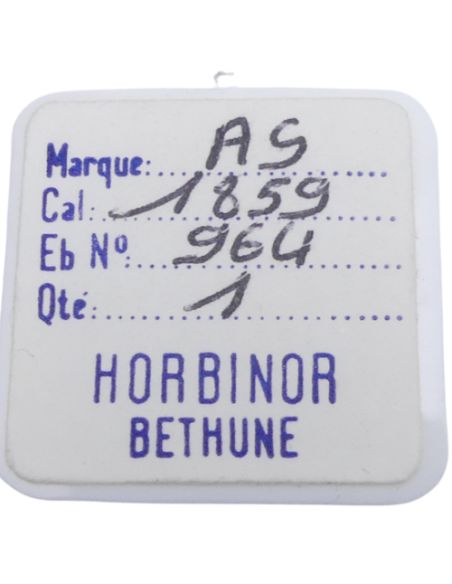 Marque: AS
Cal: 1859
Eb Nº: 964
Qté: 1
HORBINOR
BETHUNE